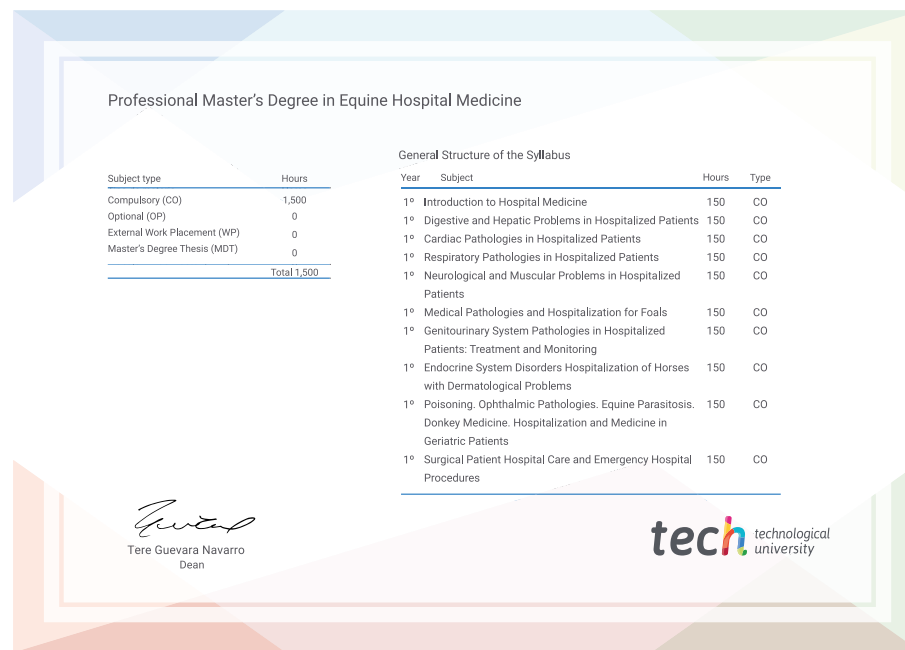 Professional Master's Degree in Equine Hospital Medicine
Subject type Hours
Compulsory (CO) 1,500
Optional (OP) 0
External Work Placement (WP) 0
Master's Degree Thesis (MDT) 0
Total 1,500
General Structure of the Syllabus
Year Subject Hours Type
1º Introduction to Hospital Medicine 150 CO
1º Digestive and Hepatic Problems in Hospitalized Patients 150 CO
1º Cardiac Pathologies in Hospitalized Patients 150 CO
1º Respiratory Pathologies in Hospitalized Patients 150 CO
1º Neurological and Muscular Problems in Hospitalized 150 CO
Patients
1º Medical Pathologies and Hospitalization for Foals 150 CO
1º Genitourinary System Pathologies in Hospitalized 150 CO
Patients: Treatment and Monitoring
1º Endocrine System Disorders Hospitalization of Horses 150 CO
with Dermatological Problems
1º Poisoning. Ophthalmic Pathologies. Equine Parasitosis. 150 CO
Donkey Medicine. Hospitalization and Medicine in
Geriatric Patients
1º Surgical Patient Hospital Care and Emergency Hospital 150 CO
Procedures
Tere Guevara Navarro
Dean
tech technological
university